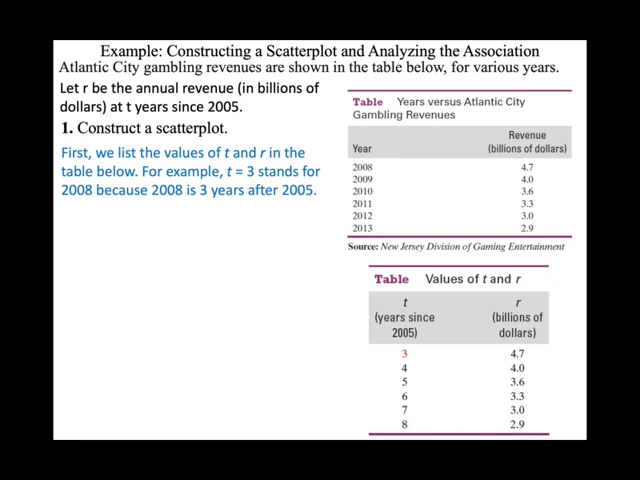 Example: Constructing a Scatterplot and Analyzing the Association
Atlantic City gambling revenues are shown in the table below, for various years.
Let r be the annual revenue (in billions of
dollars) at t years since 2005.
1. Construct a scatterplot.
First, we list the values of t and r in the
table below. For example, t = 3 stands for
2008 because 2008 is 3 years after 2005.
Table Years versus Atlantic City
Gambling Revenues
Revenue
Year (billions of dollars)
2008 4.7
2009 4.0
2010 3.6
2011 3.3
2012 3.0
2013 2.9
Source: New Jersey Division of Gaming Entertainment
Table Values of t and r
t r
(years since (billions of
2005) dollars)
3 4.7
4 4.0
5 3.6
6 3.3
7 3.0
8 2.9